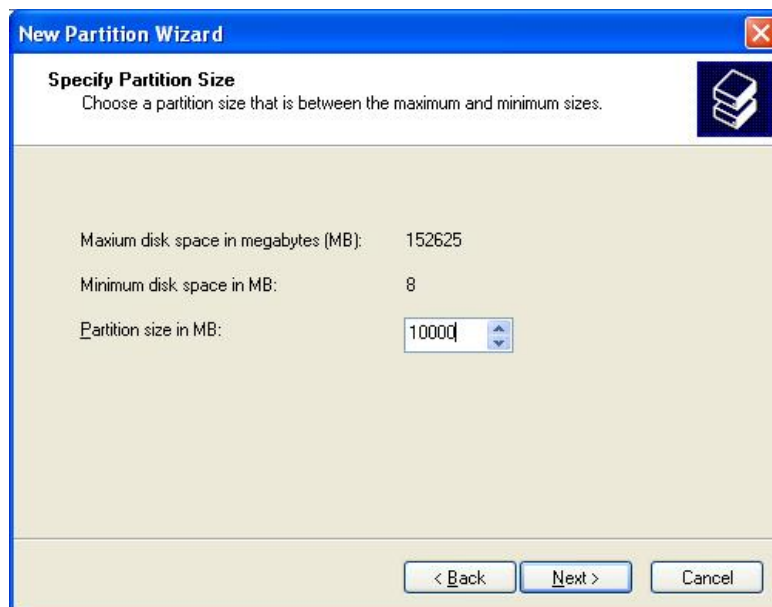 New Partition Wizard
Specify Partition Size
Choose a partition size that is between the maximum and minimum sizes.
Maxium disk space in megabytes (MB): 152625
Minimum disk space in MB: 8
Partition size in MB: 10000
< Back Next > Cancel